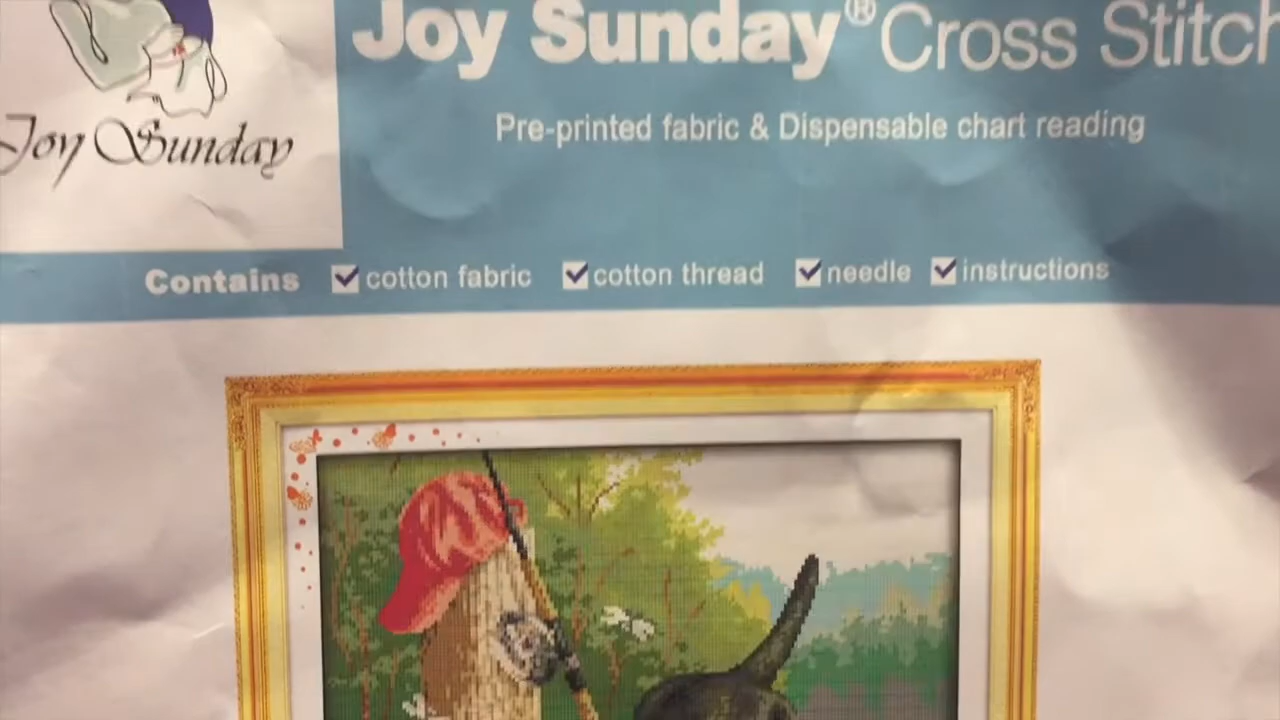 Joy Sunday® Cross Stitch
Joy Sunday
Pre-printed fabric & Dispensable chart reading
Contains ☑ cotton fabric ☑ cotton thread ☑ needle ☑ instructions